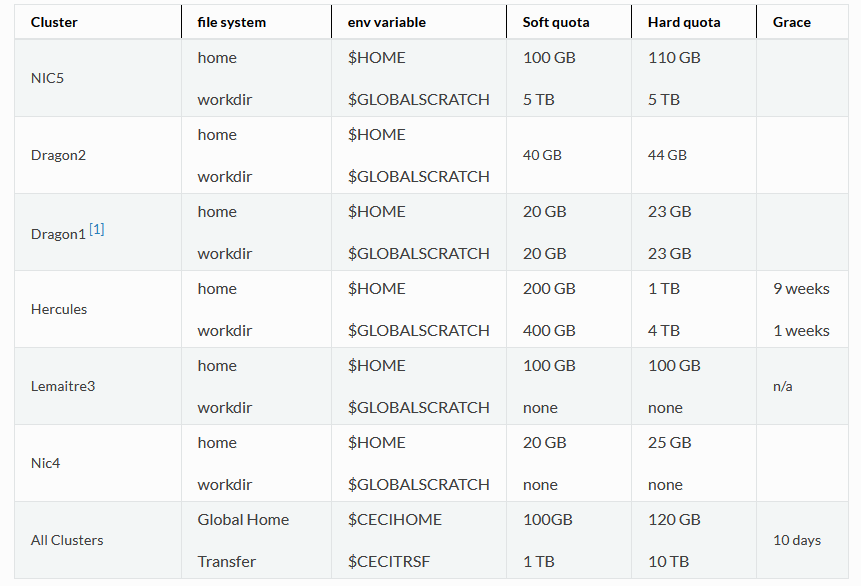 Cluster file system env variable Soft quota Hard quota Grace
home $HOME 100 GB 110 GB
NIC5
workdir $GLOBALSCRATCH 5 TB 5 TB
home $HOME
Dragon2 40 GB 44 GB
workdir $GLOBALSCRATCH
home $HOME 20 GB 23 GB
Dragon1 [1]
workdir $GLOBALSCRATCH 20 GB 23 GB
home $HOME 200 GB 1 TB 9 weeks
Hercules
workdir $GLOBALSCRATCH 400 GB 4 TB 1 weeks
home $HOME 100 GB 100 GB
Lemaitre3 n/a
workdir $GLOBALSCRATCH none none
home $HOME 20 GB 25 GB
Nic4
workdir $GLOBALSCRATCH none none
Global Home $CECIHOME 100GB 120 GB
All Clusters 10 days
Transfer $CECITRSF 1 TB 10 TB